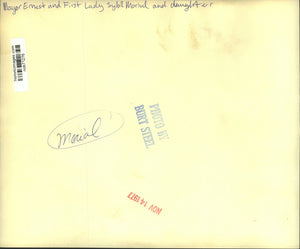 Mayor Ernest and First Lady Sybil Morial and daughter
Morial
PHOTO BY
BURT STEEL
NOV 14 1977